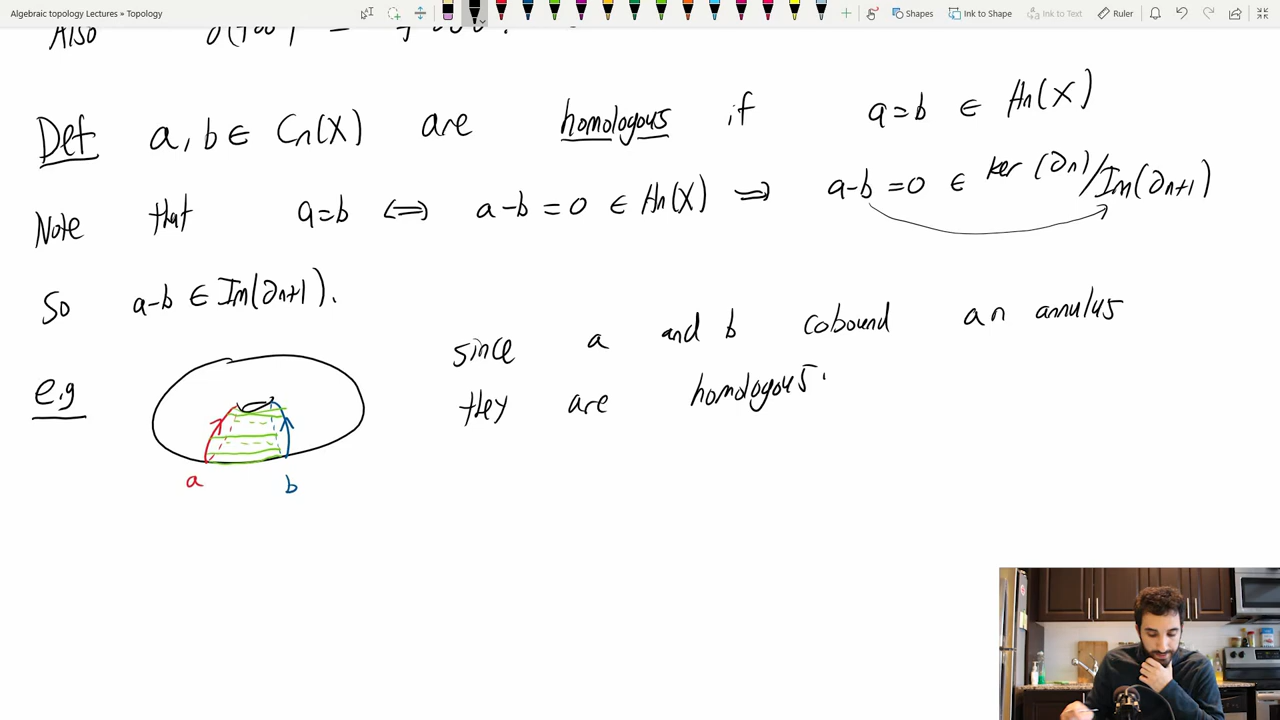 Algebraic topology Lectures » Topology
Shapes
Ink to Shape
Ink to Text
Ruler
Also
Def a, b ∈ Cn(X) are homologous if a=b ∈ Hn(X)
Note that a=b ⟺ a-b=0 ∈ Hn(X) ⟹ a-b=0 ∈ ker(∂n)/Im(∂n+1)
So a-b ∈ Im(∂n+1).
e.g since a and b cobound an annulus
they are homologous.
a b